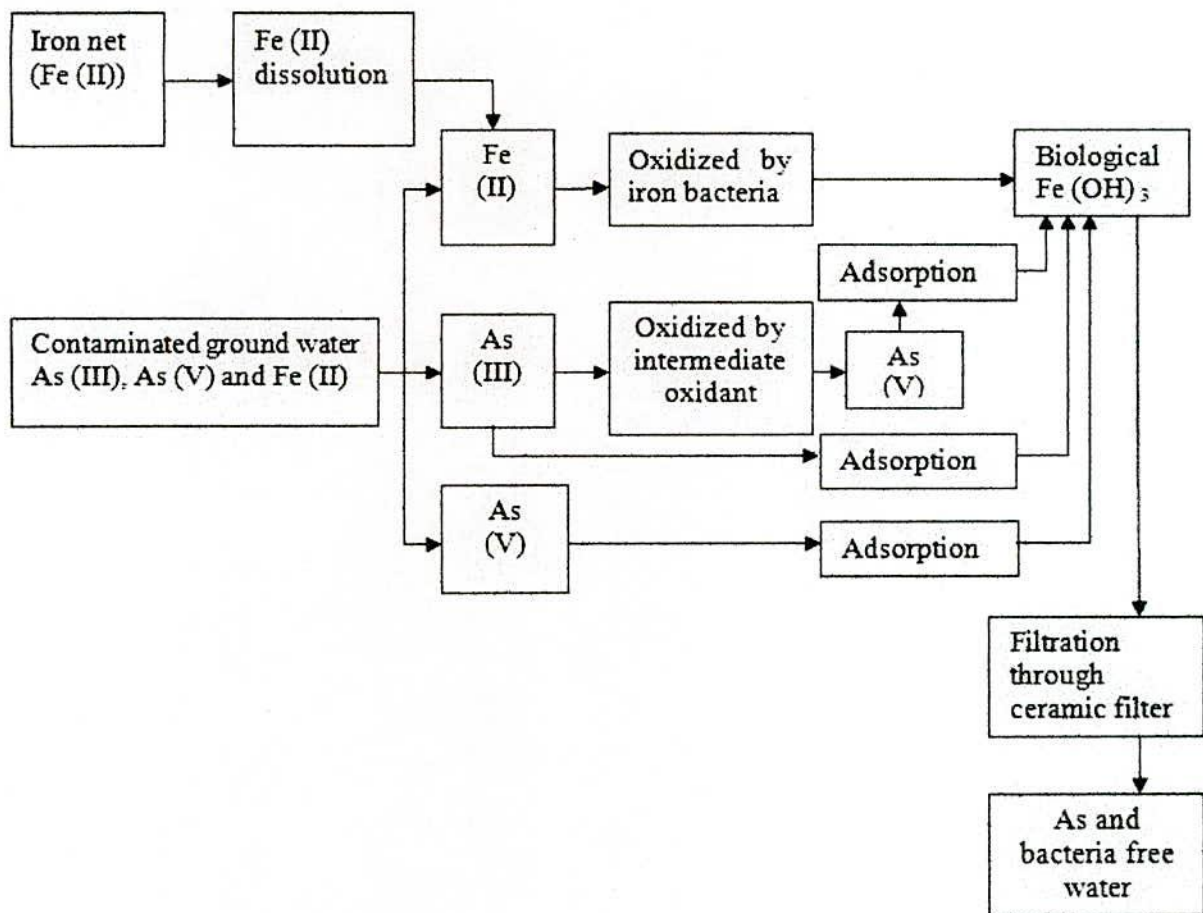 Iron net
(Fe (II))
Fe (II)
dissolution
Fe
(II)
Oxidized by
iron bacteria
Biological
Fe (OH) ₃
Adsorption
Contaminated ground water
As (III), As (V) and Fe (II)
As
(III)
Oxidized by
intermediate
oxidant
As
(V)
Adsorption
As
(V)
Adsorption
Filtration
through
ceramic filter
As and
bacteria free
water